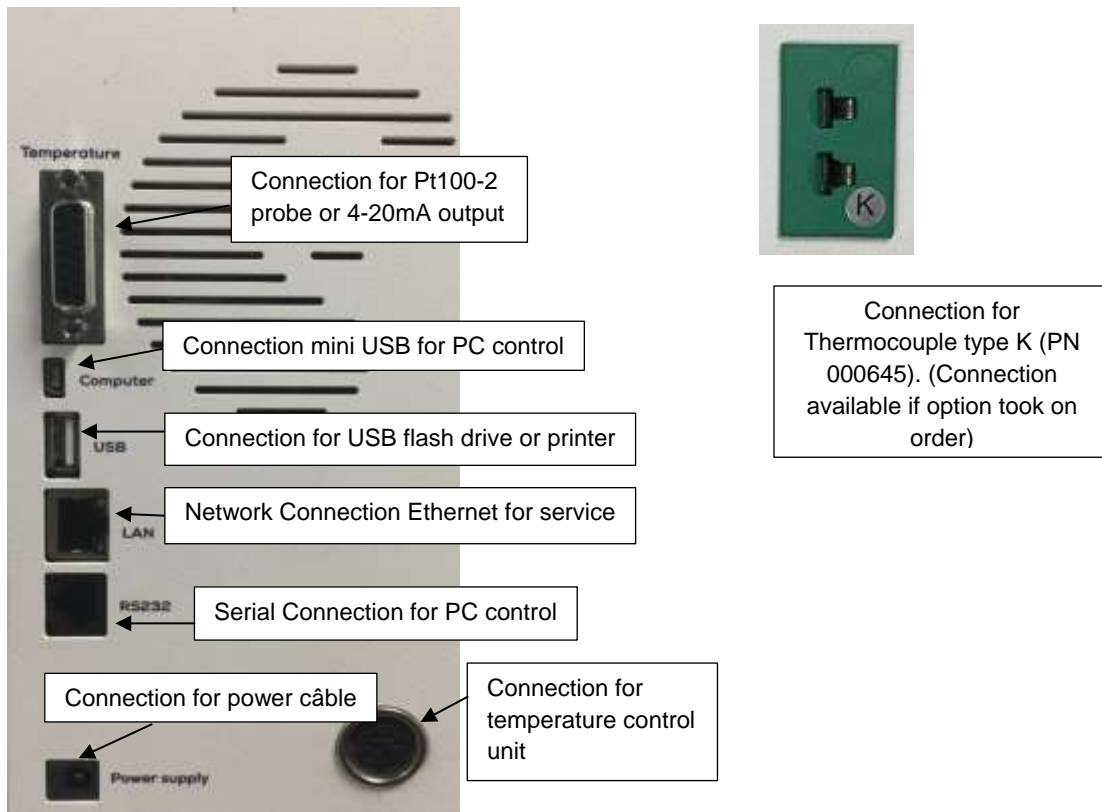 Temperature
Connection for Pt100-2
probe or 4-20mA output
K
Connection for
Thermocouple type K (PN
000645). (Connection
available if option took on
order)
Connection mini USB for PC control
Computer
Connection for USB flash drive or printer
USB
Network Connection Ethernet for service
LAN
RS232
Serial Connection for PC control
Connection for power câble
Connection for
temperature control
unit
Power supply